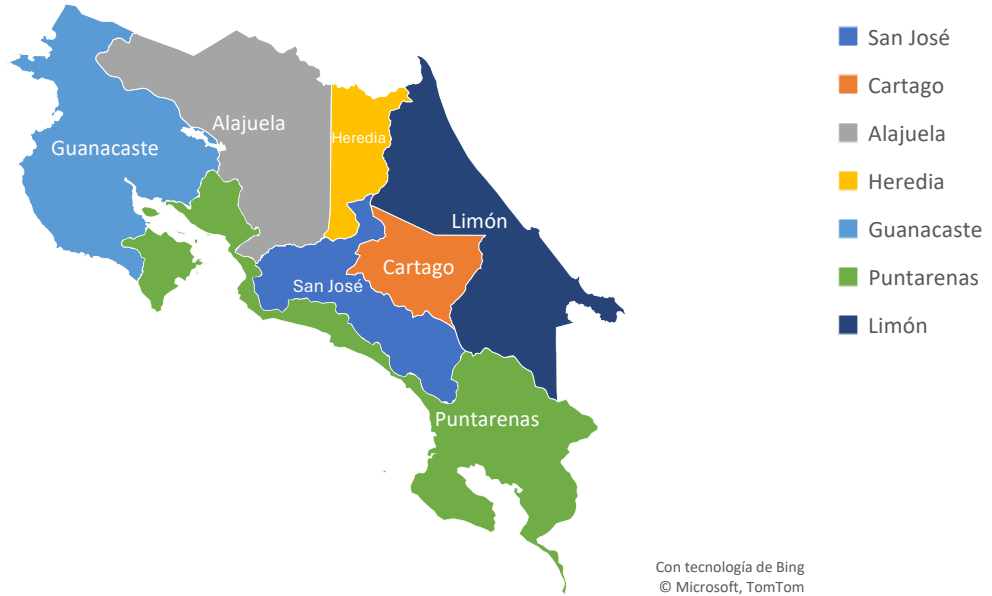 Guanacaste
Alajuela
Heredia
Limón
Cartago
San José
Puntarenas
San José
Cartago
Alajuela
Heredia
Guanacaste
Puntarenas
Limón
Con tecnología de Bing
© Microsoft, TomTom